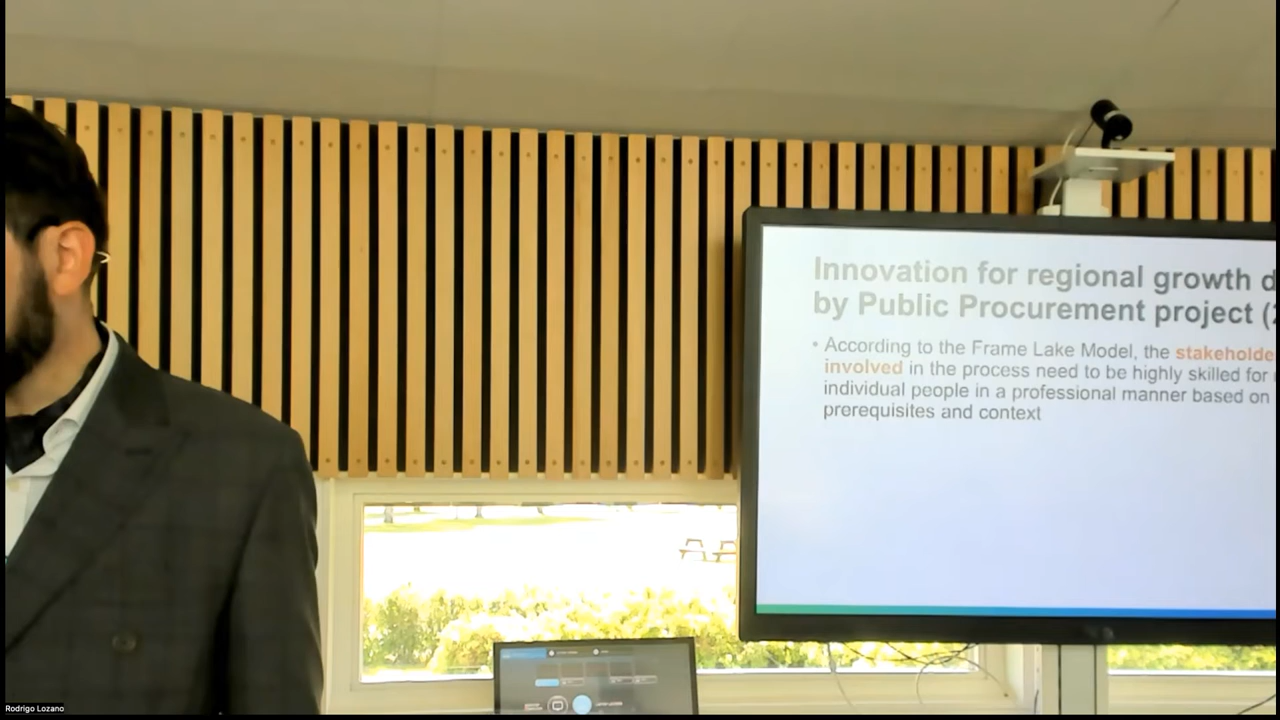 Innovation for regional growth d
by Public Procurement project (
• According to the Frame Lake Model, the stakeholde
involved in the process need to be highly skilled for
individual people in a professional manner based on
prerequisites and context
Rodrigo Lozano